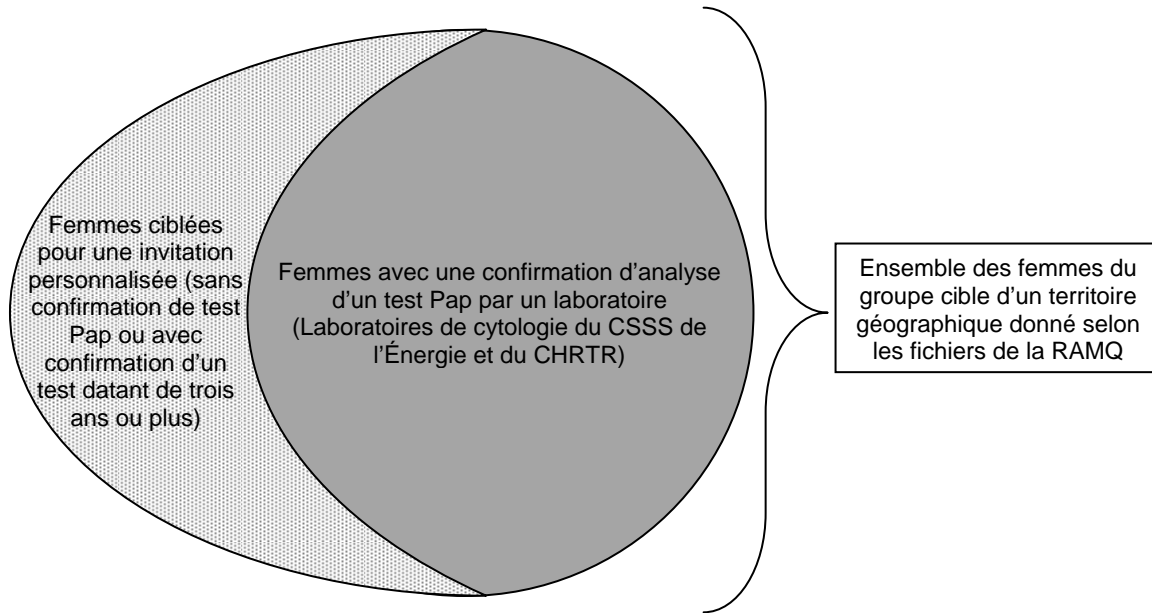 Femmes ciblées
pour une invitation
personnalisée (sans
confirmation de test
Pap ou avec
confirmation d'un
test datant de trois
ans ou plus)
Femmes avec une confirmation d'analyse
d'un test Pap par un laboratoire
(Laboratoires de cytologie du CSSS de
l'Énergie et du CHRTR)
Ensemble des femmes du
groupe cible d'un territoire
géographique donné selon
les fichiers de la RAMQ